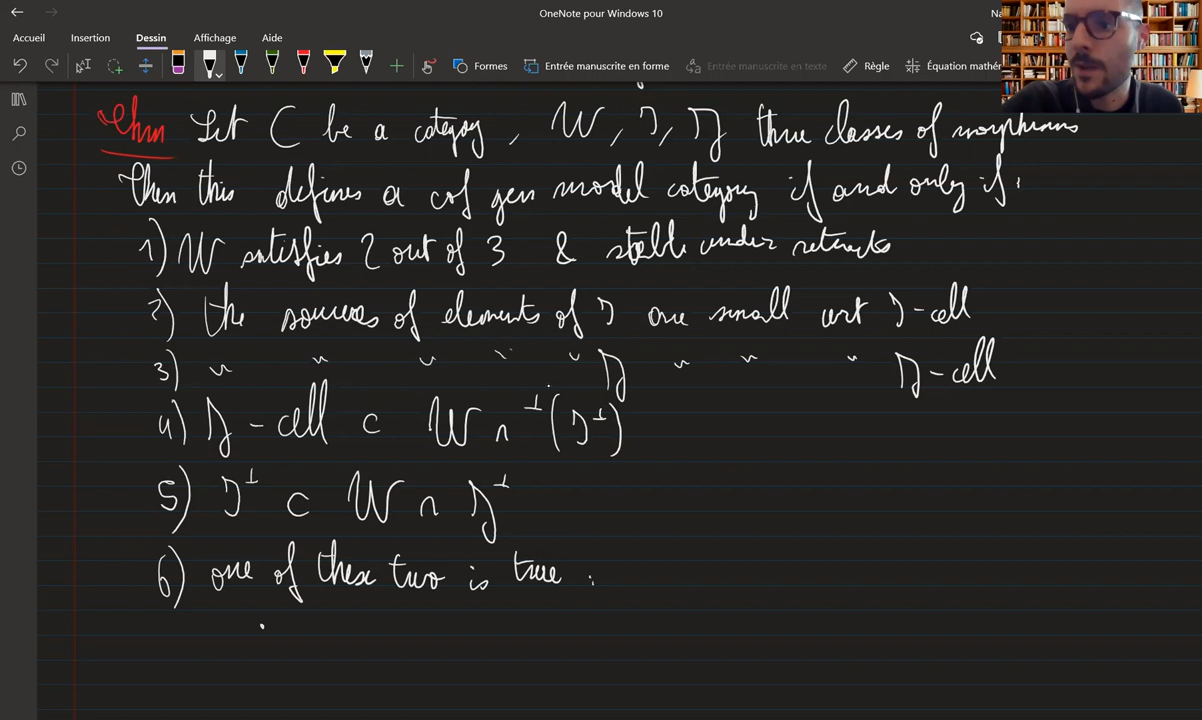 OneNote pour Windows 10
Accueil Insertion Dessin Affichage Aide
Formes Entrée manuscrite en forme Entrée manuscrite en texte Règle Équation mathé
Thm Let C be a category, W, I, J three classes of morphisms
Then this defines a cof gen model category if and only if:
1) W satisfies 2 out of 3 & stable under retracts
2) the sources of elements of I are small wrt I-cell
3) " " " " " J " " " J-cell
4) J-cell ⊂ W ∩ ⊥(I⊥)
5) I⊥ ⊂ W ∩ J⊥
6) one of these two is true :